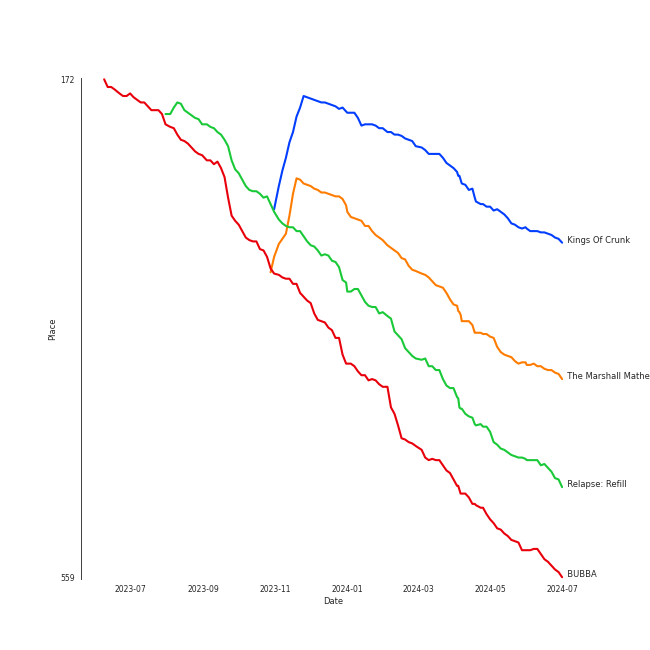 172
Kings Of Crunk
Place
The Marshall Mathe
Relapse: Refill
BUBBA
559
2023-07 2023-09 2023-11 2024-01 2024-03 2024-05 2024-07
Date